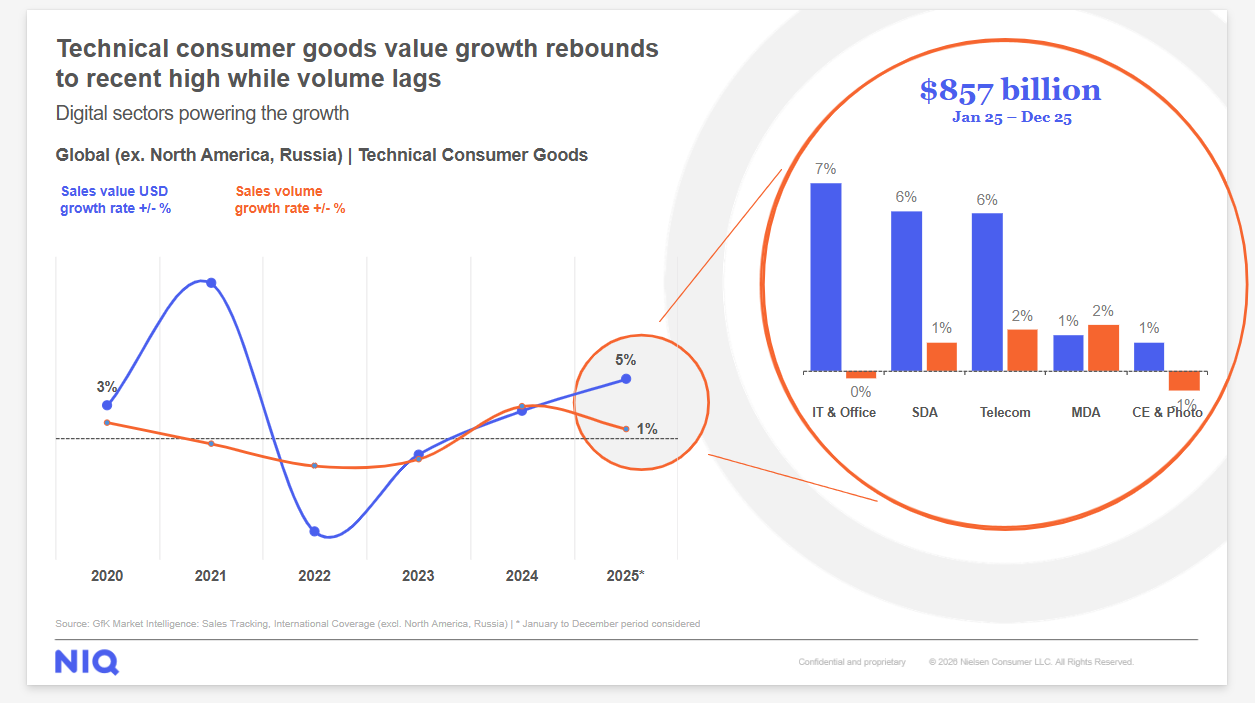 Technical consumer goods value growth rebounds
to recent high while volume lags
Digital sectors powering the growth
Global (ex. North America, Russia) | Technical Consumer Goods
Sales value USD
growth rate +/- %
Sales volume
growth rate +/- %
3%
5%
1%
2020 2021 2022 2023 2024 2025*
$857 billion
Jan 25 – Dec 25
7%
6%
6%
1%
2%
1%
2%
1%
0%
-1%
IT & Office SDA Telecom MDA CE & Photo
Source: GfK Market Intelligence: Sales Tracking, International Coverage (excl. North America, Russia) | * January to December period considered
NIQ
Confidential and proprietary © 2026 Nielsen Consumer LLC. All Rights Reserved.